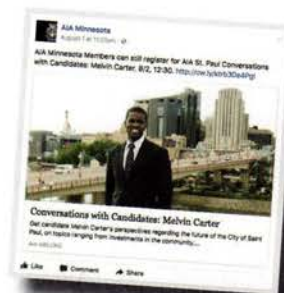 AIA Minnesota
AIA Minnesota Members can still register for AIA St. Paul Conversations
with Candidates: Melvin Carter, 8/2, 12:30.
Conversations with Candidates: Melvin Carter
Get candidate Melvin Carter's perspectives regarding the future of the City of Saint
Paul, on topics ranging from investments in the community...
Like Comment Share